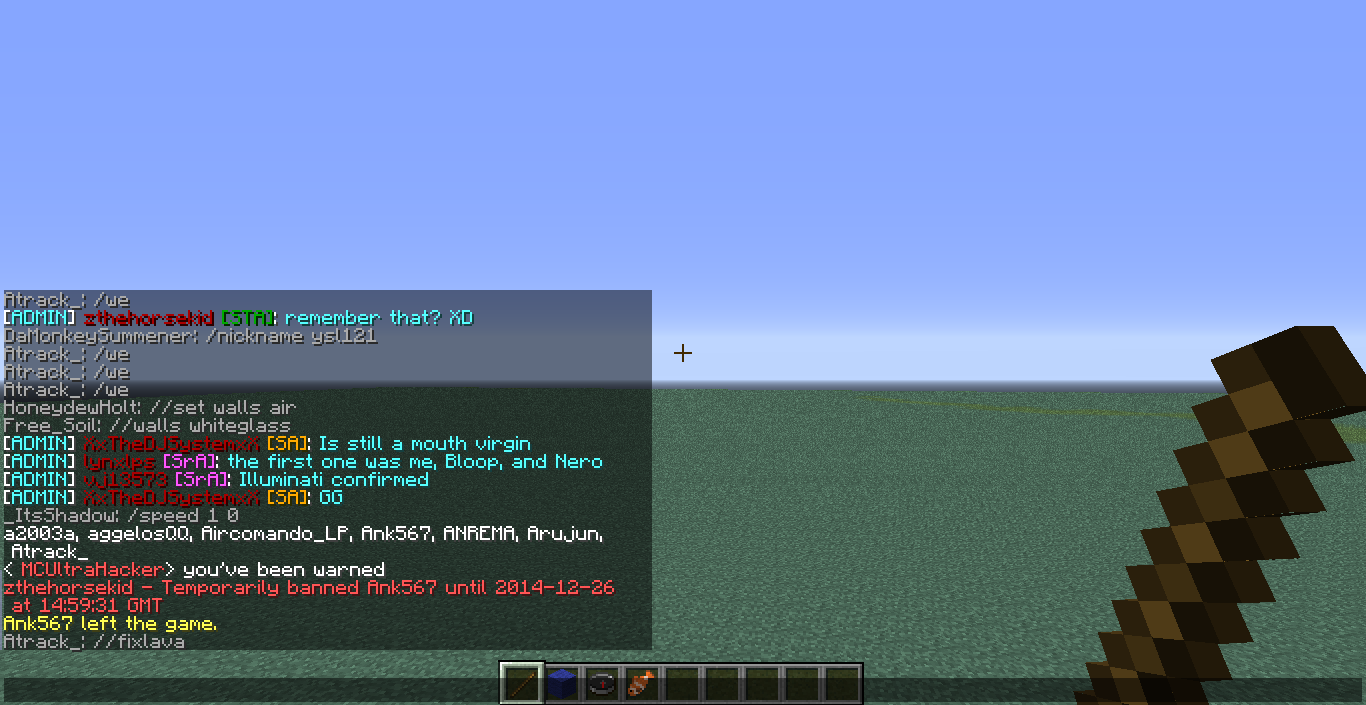 Atrack_: /we
[ADMIN] zthehorsekid [STA]: remember that? XD
DaMonkeySummener: /nickname ysl121
Atrack_: /we
Atrack_: /we
Atrack_: /we
HoneydewHolt: //set walls air
Free_Soil: //walls whiteglass
[ADMIN] XxTheDJSystemxX [SA]: Is still a mouth virgin
[ADMIN] lynxlps [SrA]: the first one was me, Bloop, and Nero
[ADMIN] vj13573 [SrA]: Illuminati confirmed
[ADMIN] XxTheDJSystemxX [SA]: GG
_ItsShadow: /speed 1 0
a2003a, aggelosQQ, Aircomando_LP, Ank567, ANREMA, Arujun,
Atrack_
< MCUltraHacker> you've been warned
zthehorsekid - Temporarily banned Ank567 until 2014-12-26
at 14:59:31 GMT
Ank567 left the game.
Atrack_: //fixlava